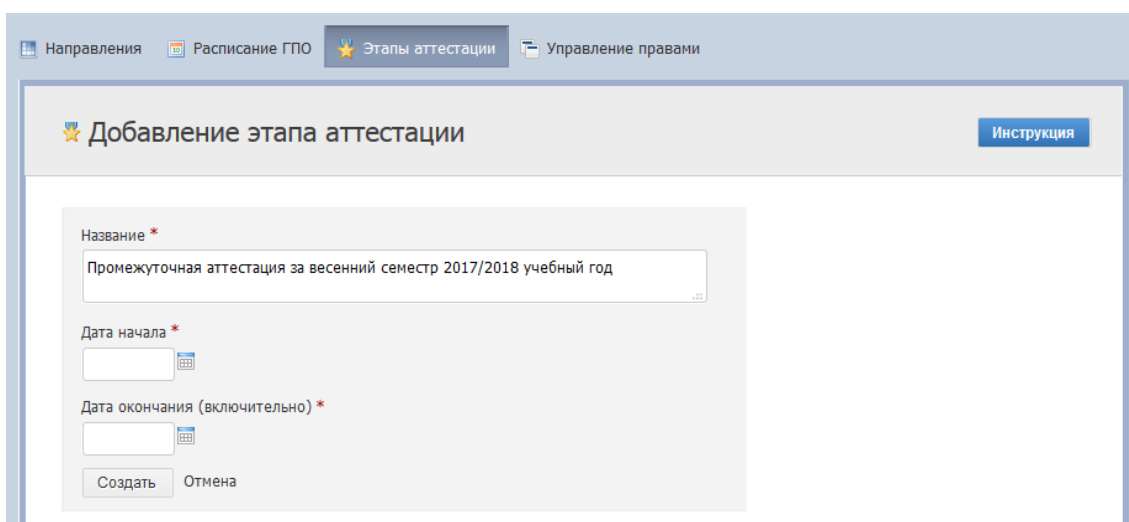 Направления 10 Расписание ГПО Этапы аттестации Управление правами
Добавление этапа аттестации
Инструкция
Название *
Промежуточная аттестация за весенний семестр 2017/2018 учебный год
Дата начала *
Дата окончания (включительно) *
Создать Отмена